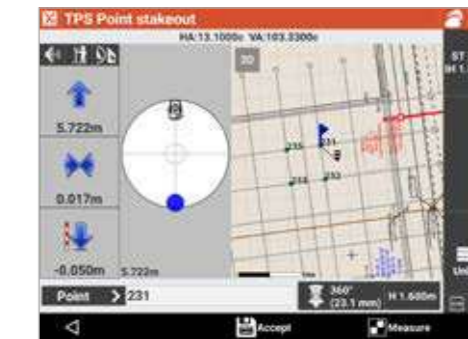 TPS Point stakeout
HA:13.1000c VA:103.3300c
ST
2D
5.722m
0.017m
-0.050m
5.722m
235
231
234
232
Point
231
360°
(23.1 mm)
H 1.600m
Accept
Measure